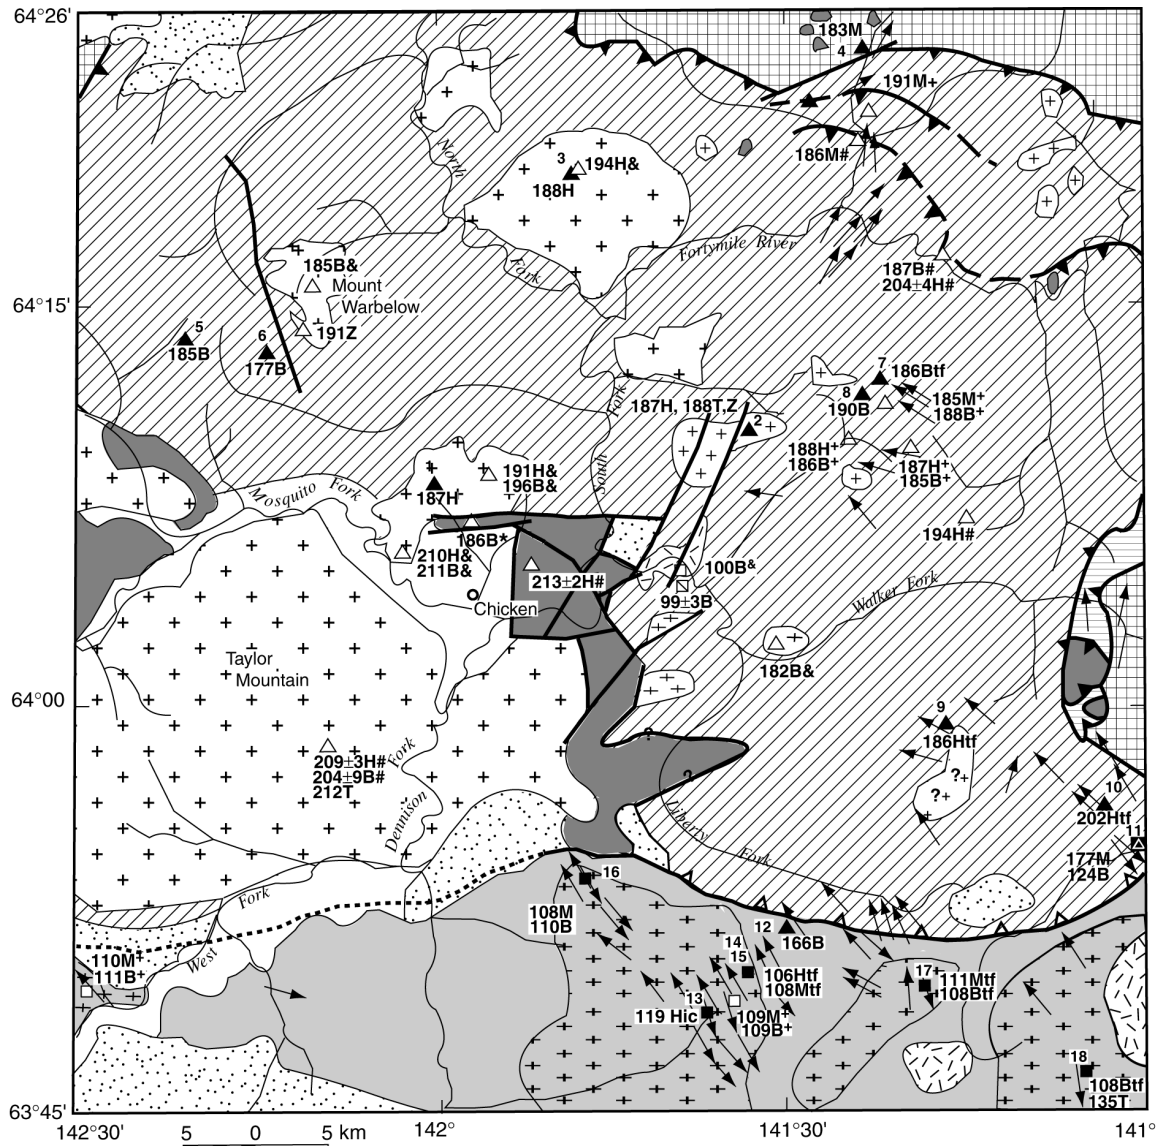 64°26'
183M
4
191M+
North
3
194H&
188H
186M#
Fortymile River
Fork
185B&
Mount
Warbelow
187B#
204±4H#
64°15'
191Z
5
185B
6
177B
7
186Btf
8
190B
185M+
188B+
Fork
187H, 188T,Z
2
188H+
186B+
187H+
185B+
South
1
191H&
196B&
187H
Mosquito Fork
186B*
194H#
210H&
211B&
213±2H#
100B&
99±3B
Chicken
Walker Fork
182B&
Taylor
Mountain
64°00'
9
186Htf
?
?
?+
?+
209±3H#
204±9B#
212T
Fork
Dennison
10
202Htf
11
177M
124B
Liberty
Fork
Fork
West
16
108M
110B
12
166B
110M+
111B+
14
15
106Htf
108Mtf
17
111Mtf
108Btf
13
119 Hic
109M+
109B+
18
108Btf
135T
63°45'
142°30'
142°
141°30'
141°
5 0 5 km